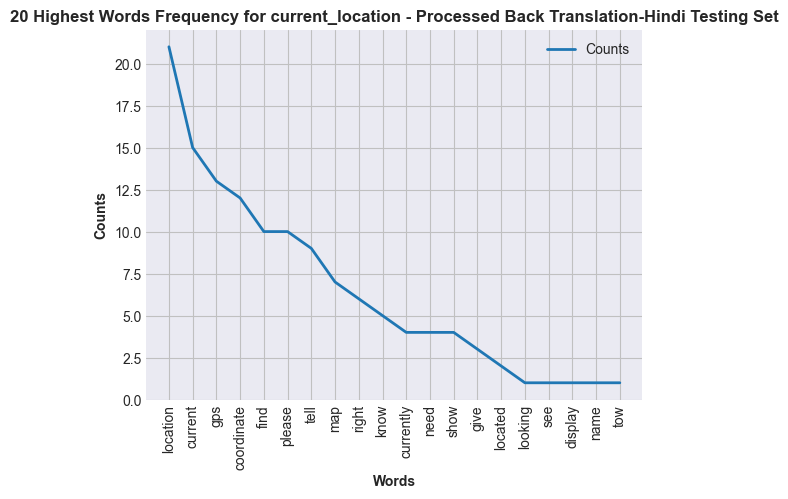 20 Highest Words Frequency for current_location - Processed Back Translation-Hindi Testing Set
Counts
20.0
17.5
15.0
12.5
10.0
7.5
5.0
2.5
0.0
Counts
location
current
gps
coordinate
find
please
tell
map
right
know
currently
need
show
give
located
looking
see
display
name
tow
Words